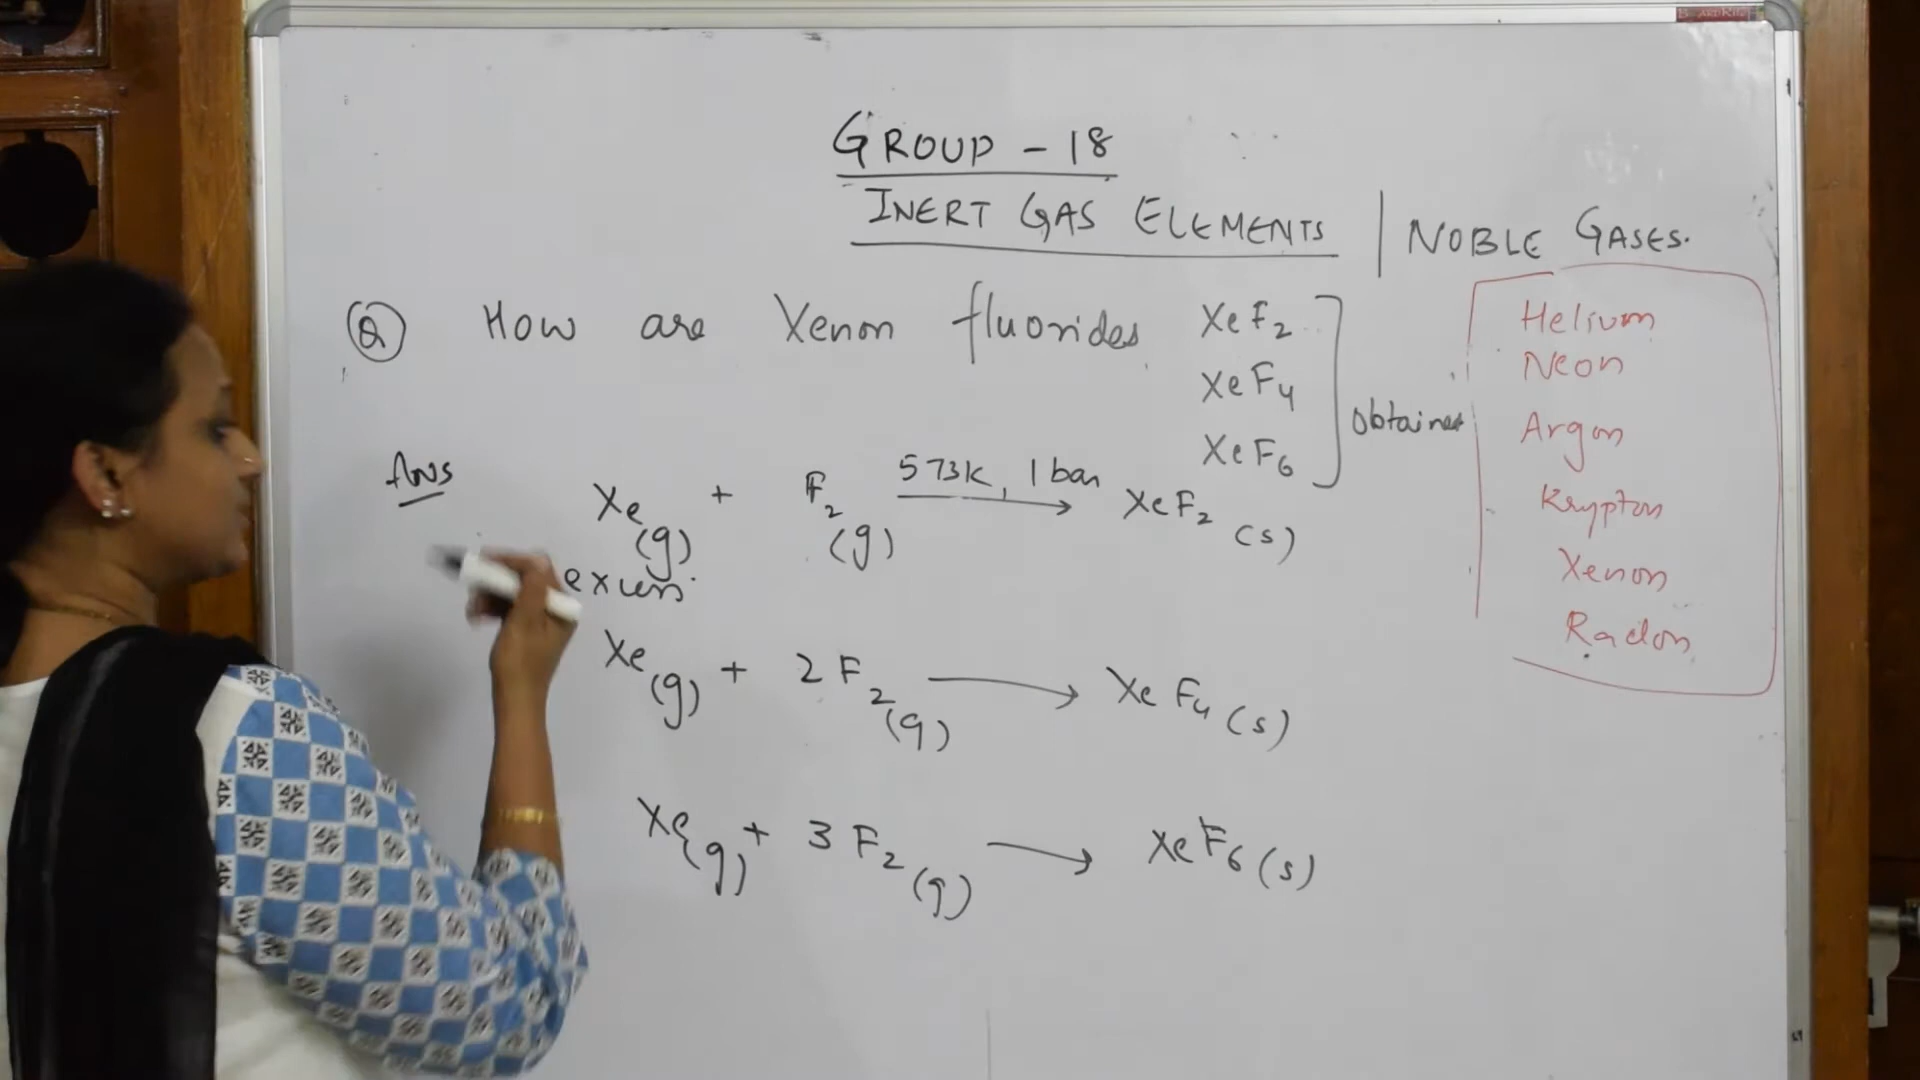 GROUP - 18
INERT GAS ELEMENTS | NOBLE GASES.
Q How are Xenon fluorides XeF2
XeF4
XeF6
obtained
Helium
Neon
Argon
Krypton
Xenon
Radon
Ans
Xe(g) + F2(g) 573K, 1 bar → XeF2(s)
excess
Xe(g) + 2F2(g) → XeF4(s)
Xe(g) + 3F2(g) → XeF6(s)